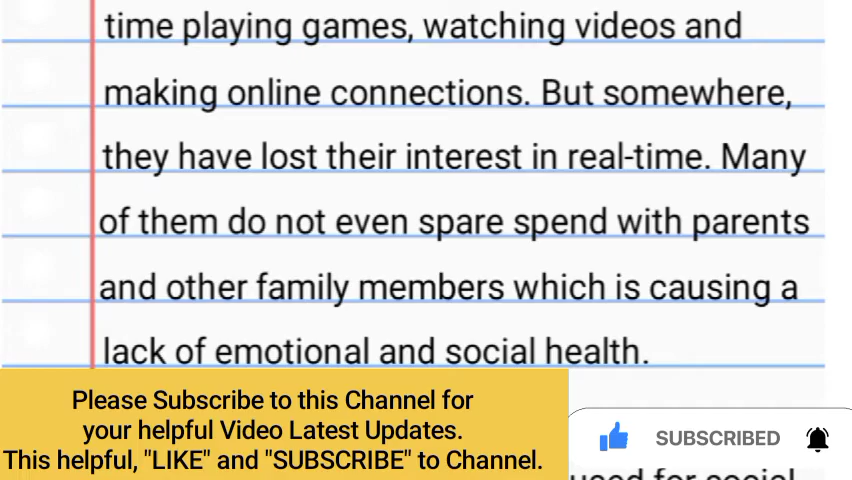 time playing games, watching videos and
making online connections. But somewhere,
they have lost their interest in real-time. Many
of them do not even spare spend with parents
and other family members which is causing a
lack of emotional and social health.
Please Subscribe to this Channel for
your helpful Video Latest Updates.
This helpful, "LIKE" and "SUBSCRIBE" to Channel.
SUBSCRIBED
used for social